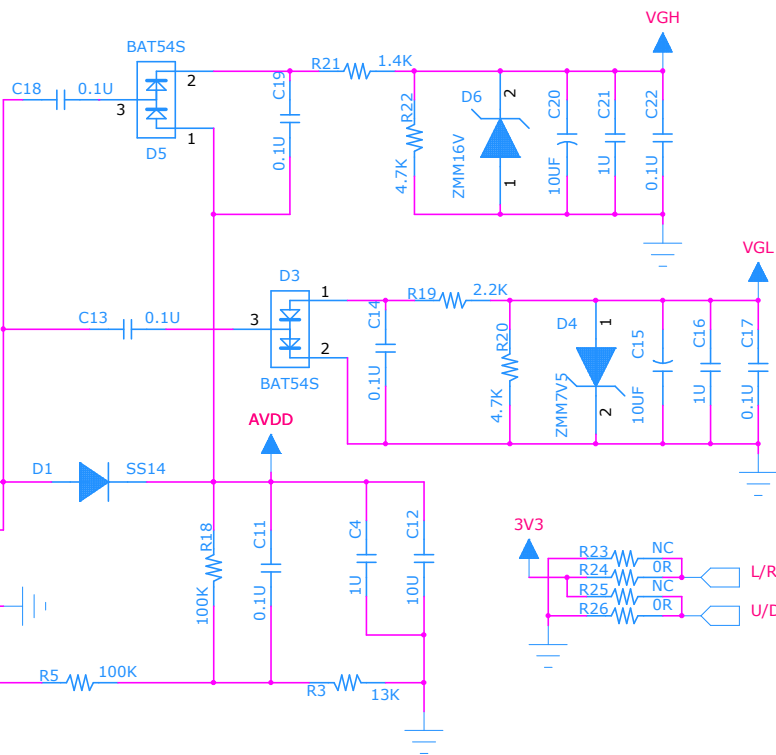 VGH
BAT54S
C18 0.1U
2
3
1
D5
C19
0.1U
R21 1.4K
R22
4.7K
D6
2
1
ZMM16V
C20
10UF
C21
1U
C22
0.1U
VGL
D3
1
3
2
BAT54S
C13 0.1U
C14
0.1U
R19 2.2K
R20
4.7K
D4
1
2
ZMM7V5
C15
10UF
C16
1U
C17
0.1U
AVDD
D1 SS14
R18
100K
C11
0.1U
C4
1U
C12
10U
R5 100K
R3 13K
3V3
R23 NC
R24 0R
R25 NC
R26 0R
L/R
U/D